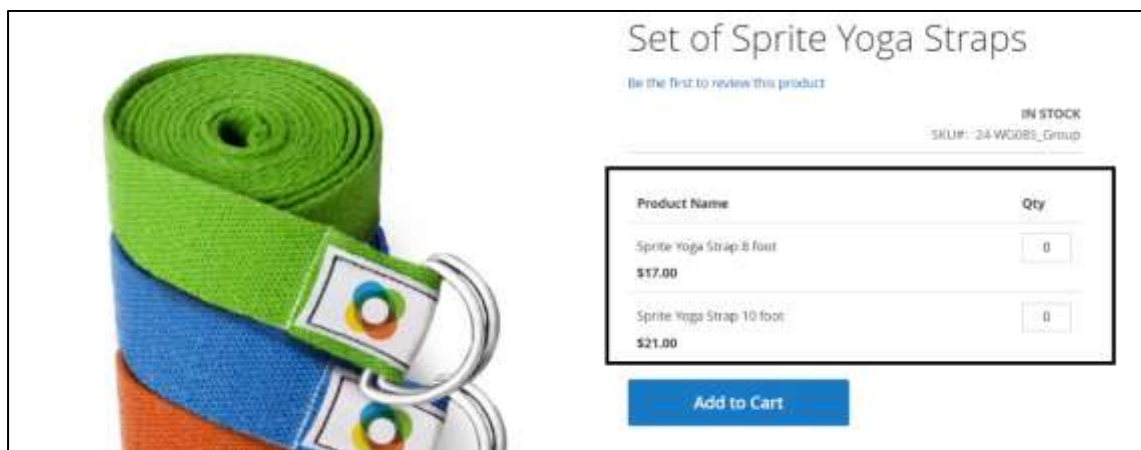 Set of Sprite Yoga Straps
Be the first to review this product
IN STOCK
SKU#: 24-WG085_Group
Product Name Qty
Sprite Yoga Strap 8 foot 0
$17.00
Sprite Yoga Strap 10 foot 0
$21.00
Add to Cart